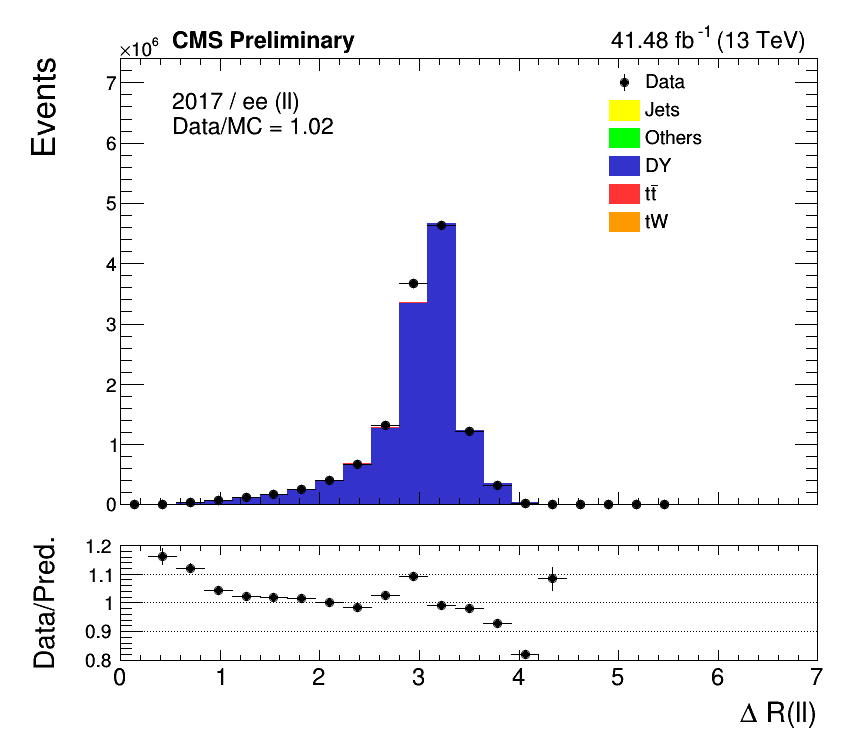 ×10⁶ CMS Preliminary 41.48 fb⁻¹ (13 TeV)
Events
2017 / ee (ll)
Data/MC = 1.02
Data
Jets
Others
DY
tt̄
tW
7
6
5
4
3
2
1
0
Data/Pred.
1.2
1.1
1
0.9
0.8
0 1 2 3 4 5 6 7
Δ R(ll)